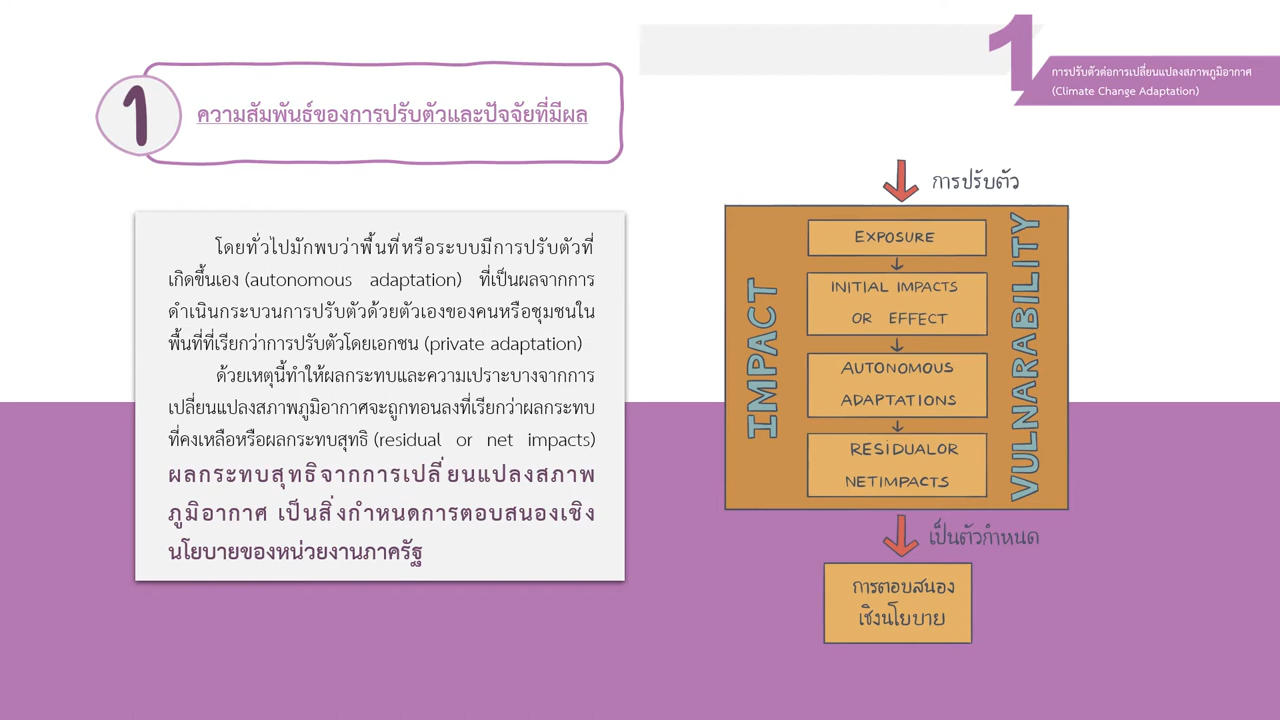 1
การปรับตัวต่อการเปลี่ยนแปลงสภาพภูมิอากาศ
(Climate Change Adaptation)
1
ความสัมพันธ์ของการปรับตัวและปัจจัยที่มีผล
โดยทั่วไปมักพบว่าพื้นที่หรือระบบมีการปรับตัวที่
เกิดขึ้นเอง (autonomous adaptation) ที่เป็นผลจากการ
ดำเนินกระบวนการปรับตัวด้วยตัวเองของคนหรือชุมชนใน
พื้นที่ที่เรียกว่าการปรับตัวโดยเอกชน (private adaptation)
ด้วยเหตุนี้ทำให้ผลกระทบและความเปราะบางจากการ
เปลี่ยนแปลงสภาพภูมิอากาศจะถูกทอนลงที่เรียกว่าผลกระทบ
ที่คงเหลือหรือผลกระทบสุทธิ (residual or net impacts)
ผลกระทบสุทธิจากการเปลี่ยนแปลงสภาพ
ภูมิอากาศ เป็นสิ่งกำหนดการตอบสนองเชิง
นโยบายของหน่วยงานภาครัฐ
การปรับตัว
IMPACT
EXPOSURE
INITIAL IMPACTS
OR EFFECT
AUTONOMOUS
ADAPTATIONS
RESIDUALOR
NETIMPACTS
VULNARABILITY
เป็นตัวกำหนด
การตอบสนอง
เชิงนโยบาย